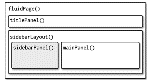 fluidPage()
titlePanel()
sidebarLayout()
sidebarPanel()
mainPanel()